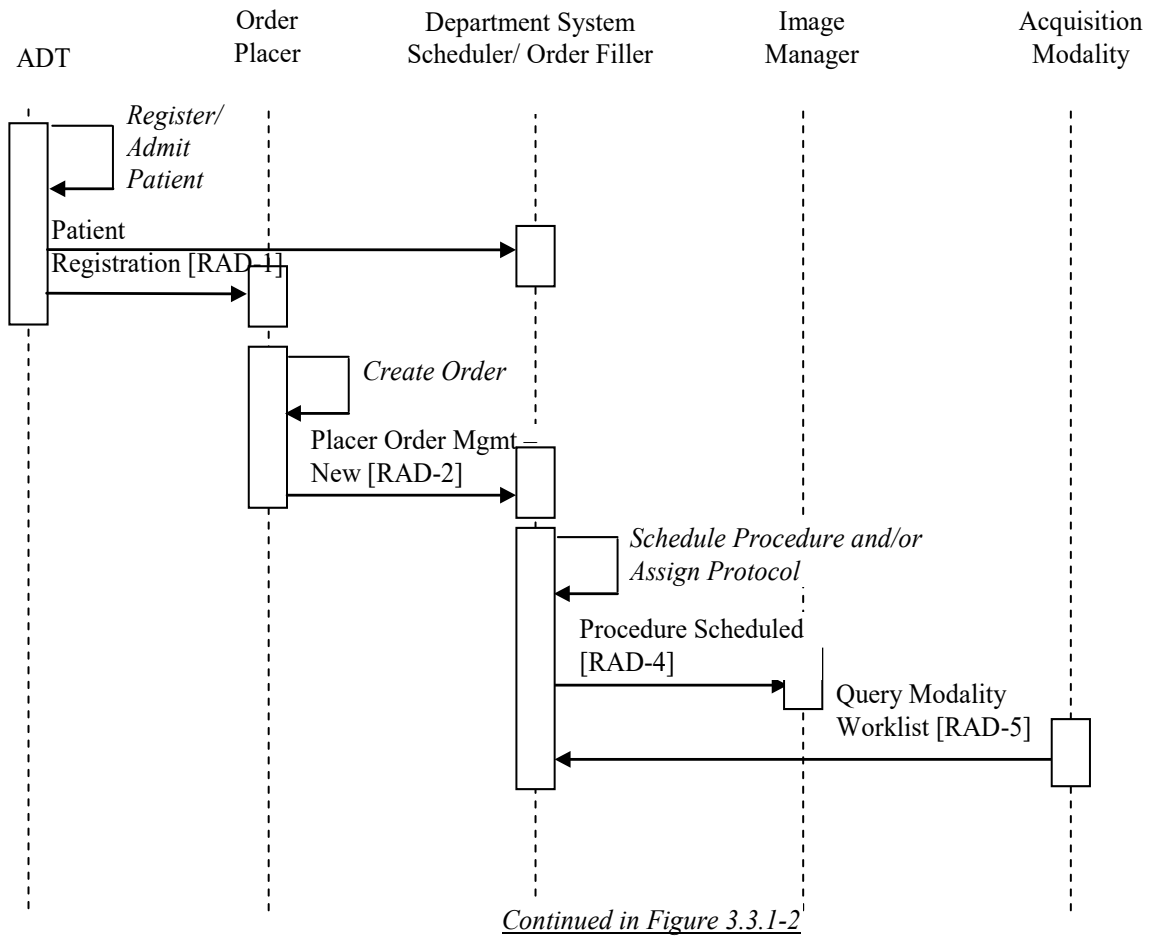 ADT
Order
Placer
Department System
Scheduler/ Order Filler
Image
Manager
Acquisition
Modality
Register/
Admit
Patient
Patient
Registration [RAD-1]
Create Order
Placer Order Mgmt –
New [RAD-2]
Schedule Procedure and/or
Assign Protocol
Procedure Scheduled
[RAD-4]
Query Modality
Worklist [RAD-5]
Continued in Figure 3.3.1-2